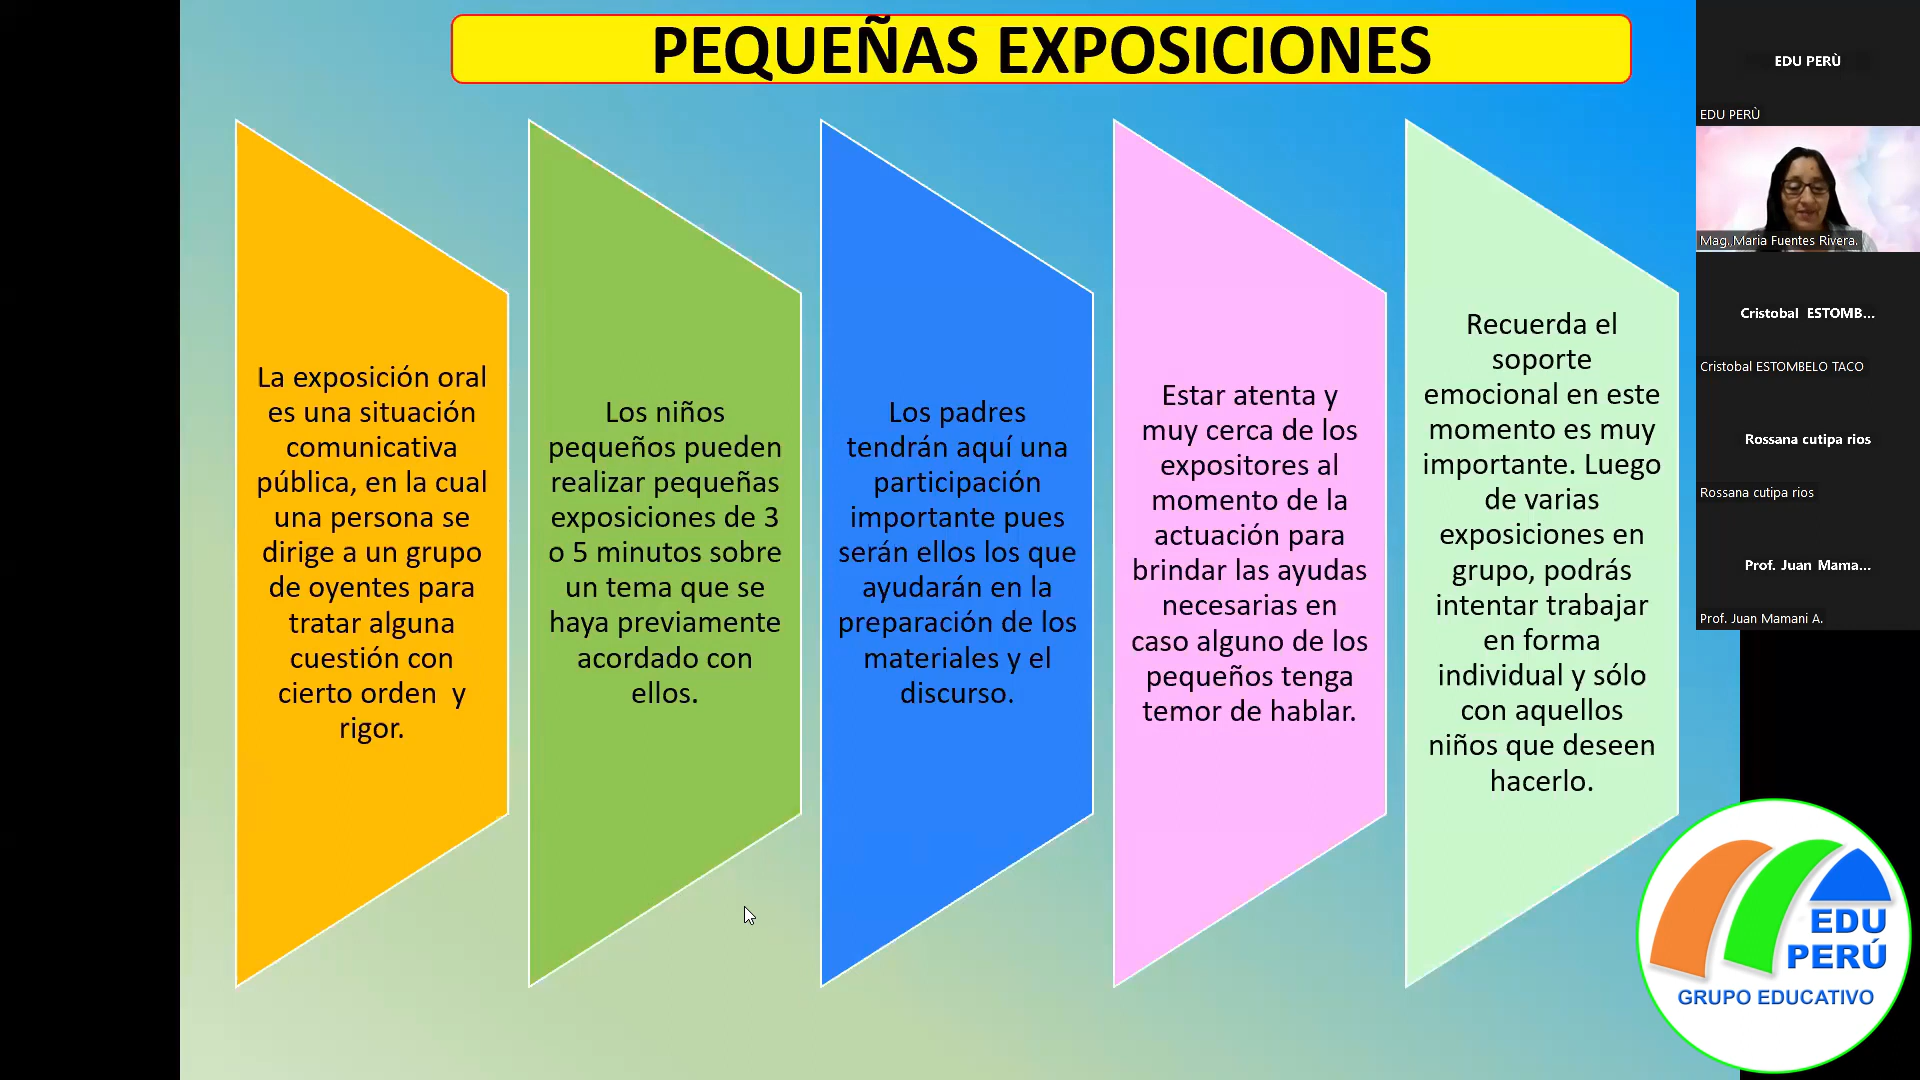 PEQUEÑAS EXPOSICIONES
La exposición oral
es una situación
comunicativa
pública, en la cual
una persona se
dirige a un grupo
de oyentes para
tratar alguna
cuestión con
cierto orden  y
rigor.
Los niños
pequeños pueden
realizar pequeñas
exposiciones de 3
o 5 minutos sobre
un tema que se
haya previamente
acordado con
ellos.
Los padres
tendrán aquí una
participación
importante pues
serán ellos los que
ayudarán en la
preparación de los
materiales y el
discurso.
Estar atenta y
muy cerca de los
expositores al
momento de la
actuación para
brindar las ayudas
necesarias en
caso alguno de los
pequeños tenga
temor de hablar.
Recuerda el
soporte
emocional en este
momento es muy
importante. Luego
de varias
exposiciones en
grupo, podrás
intentar trabajar
en forma
individual y sólo
con aquellos
niños que deseen
hacerlo.
EDU PERÙ
EDU PERÙ
Mag. Maria Fuentes Rivera.
Cristobal  ESTOMB...
Cristobal ESTOMBELO TACO
Rossana cutipa rios
Rossana cutipa rios
Prof. Juan Mama...
Prof. Juan Mamani A.
EDU
PERÚ
GRUPO EDUCATIVO